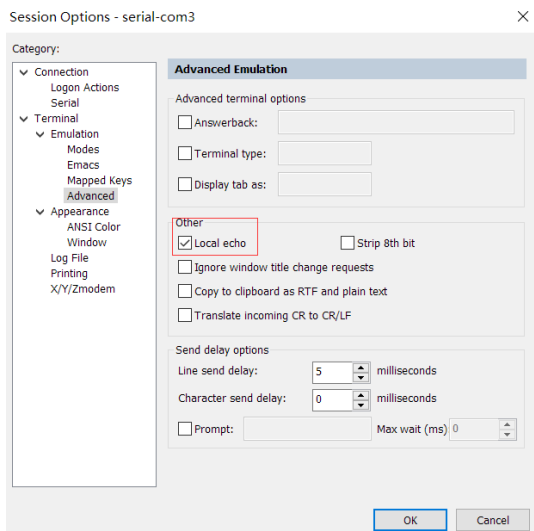 Session Options - serial-com3
Category:
Connection
Logon Actions
Serial
Terminal
Emulation
Modes
Emacs
Mapped Keys
Advanced
Appearance
ANSI Color
Window
Log File
Printing
X/Y/Zmodem
Advanced Emulation
Advanced terminal options
Answerback:
Terminal type:
Display tab as:
Other
Local echo Strip 8th bit
Ignore window title change requests
Copy to clipboard as RTF and plain text
Translate incoming CR to CR/LF
Send delay options
Line send delay: 5 milliseconds
Character send delay: 0 milliseconds
Prompt: Max wait (ms) 0
OK Cancel